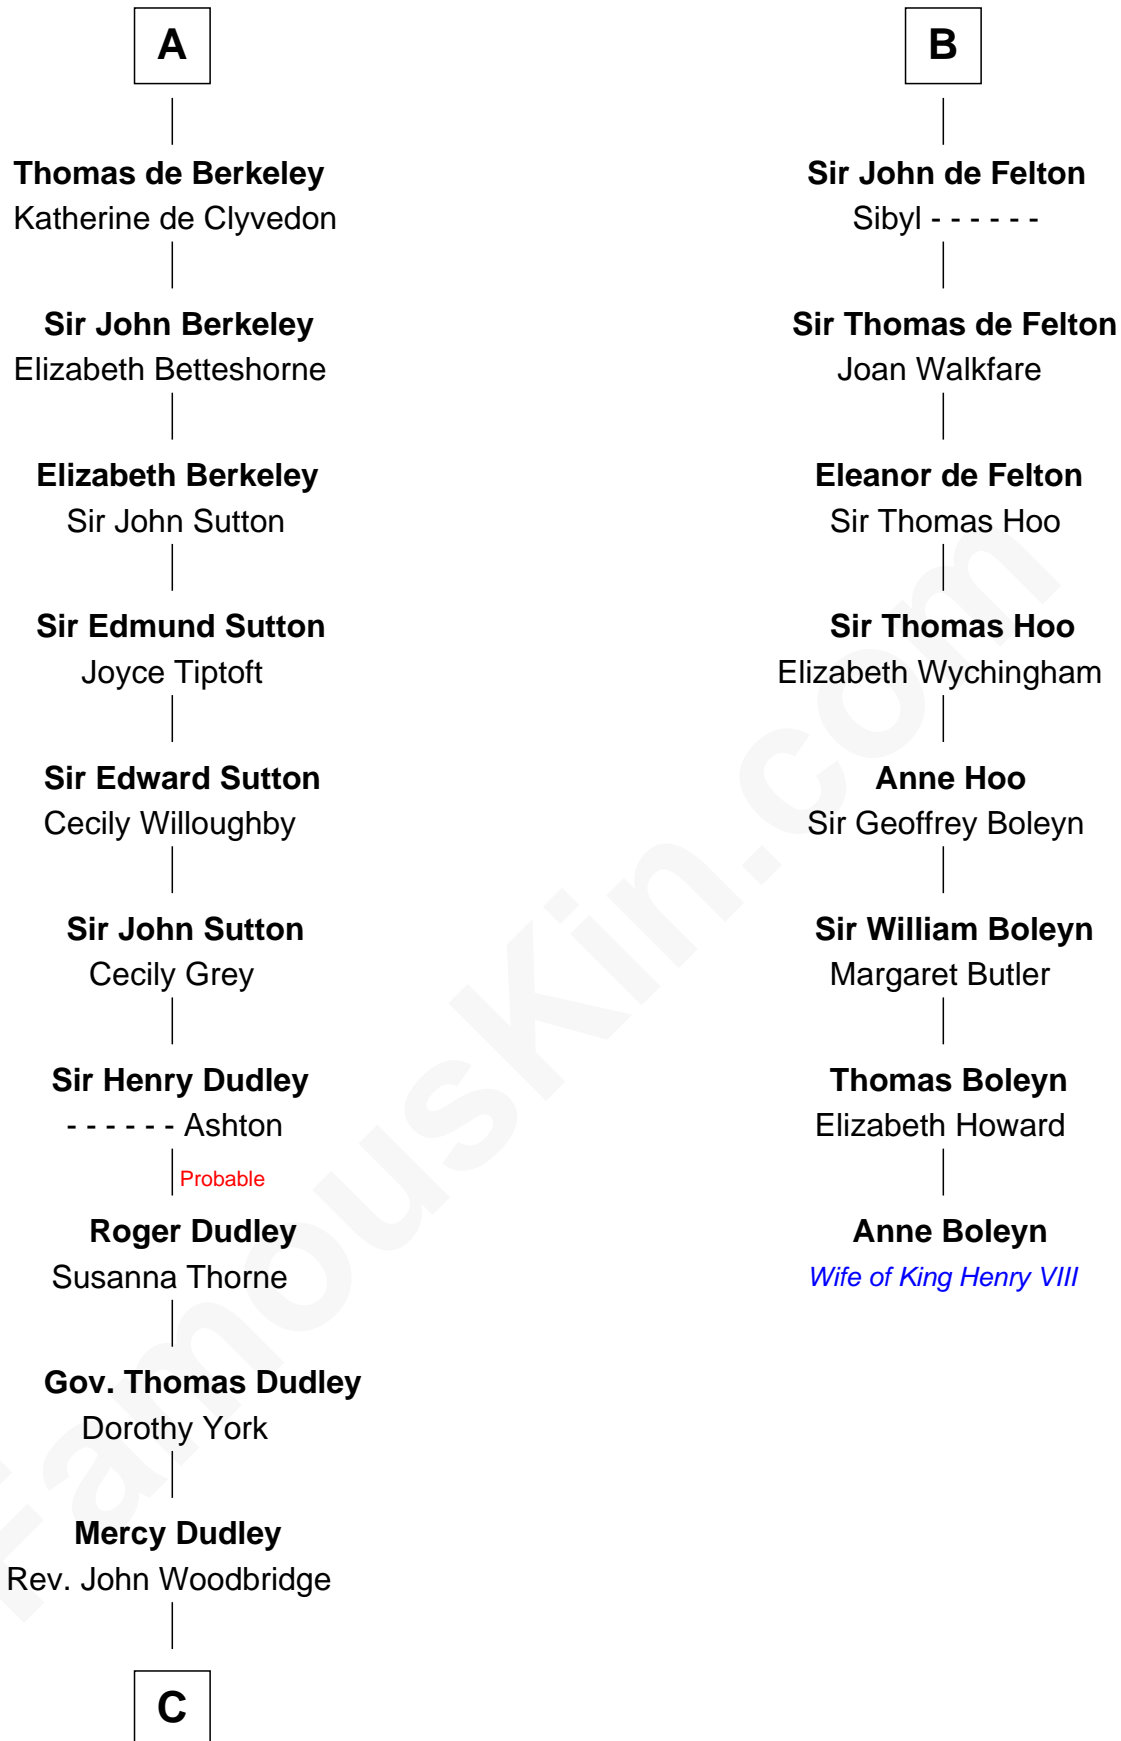 A
Thomas de Berkeley
Katherine de Clyvedon
Sir John Berkeley
Elizabeth Betteshorne
Elizabeth Berkeley
Sir John Sutton
Sir Edmund Sutton
Joyce Tiptoft
Sir Edward Sutton
Cecily Willoughby
Sir John Sutton
Cecily Grey
Sir Henry Dudley
- - - - - - Ashton
Probable
Roger Dudley
Susanna Thorne
Gov. Thomas Dudley
Dorothy York
Mercy Dudley
Rev. John Woodbridge
C
B
Sir John de Felton
Sibyl - - - - - -
Sir Thomas de Felton
Joan Walkfare
Eleanor de Felton
Sir Thomas Hoo
Sir Thomas Hoo
Elizabeth Wychingham
Anne Hoo
Sir Geoffrey Boleyn
Sir William Boleyn
Margaret Butler
Thomas Boleyn
Elizabeth Howard
Anne Boleyn
Wife of King Henry VIII
FamousKin.com